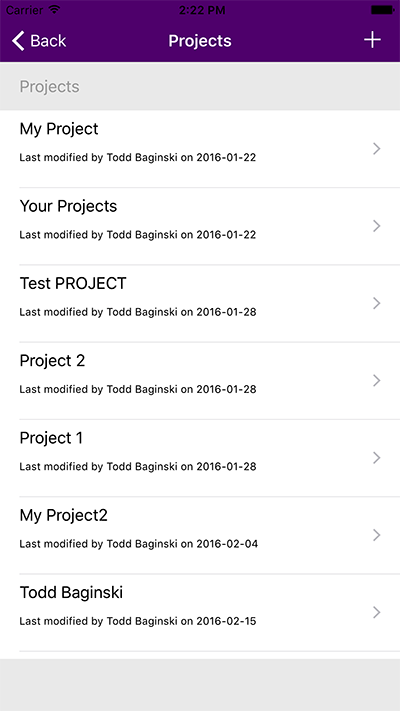 Carrier 2:22 PM
Back Projects +
Projects
My Project
Last modified by Todd Baginski on 2016-01-22
Your Projects
Last modified by Todd Baginski on 2016-01-22
Test PROJECT
Last modified by Todd Baginski on 2016-01-28
Project 2
Last modified by Todd Baginski on 2016-01-28
Project 1
Last modified by Todd Baginski on 2016-01-28
My Project2
Last modified by Todd Baginski on 2016-02-04
Todd Baginski
Last modified by Todd Baginski on 2016-02-15